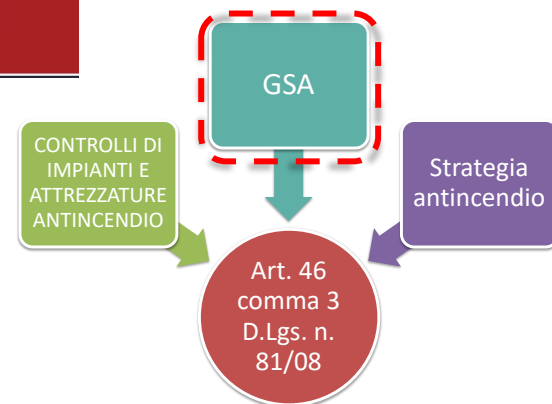 GSA
CONTROLLI DI
IMPIANTI E
ATTREZZATURE
ANTINCENDIO
Strategia
antincendio
Art. 46
comma 3
D.Lgs. n.
81/08